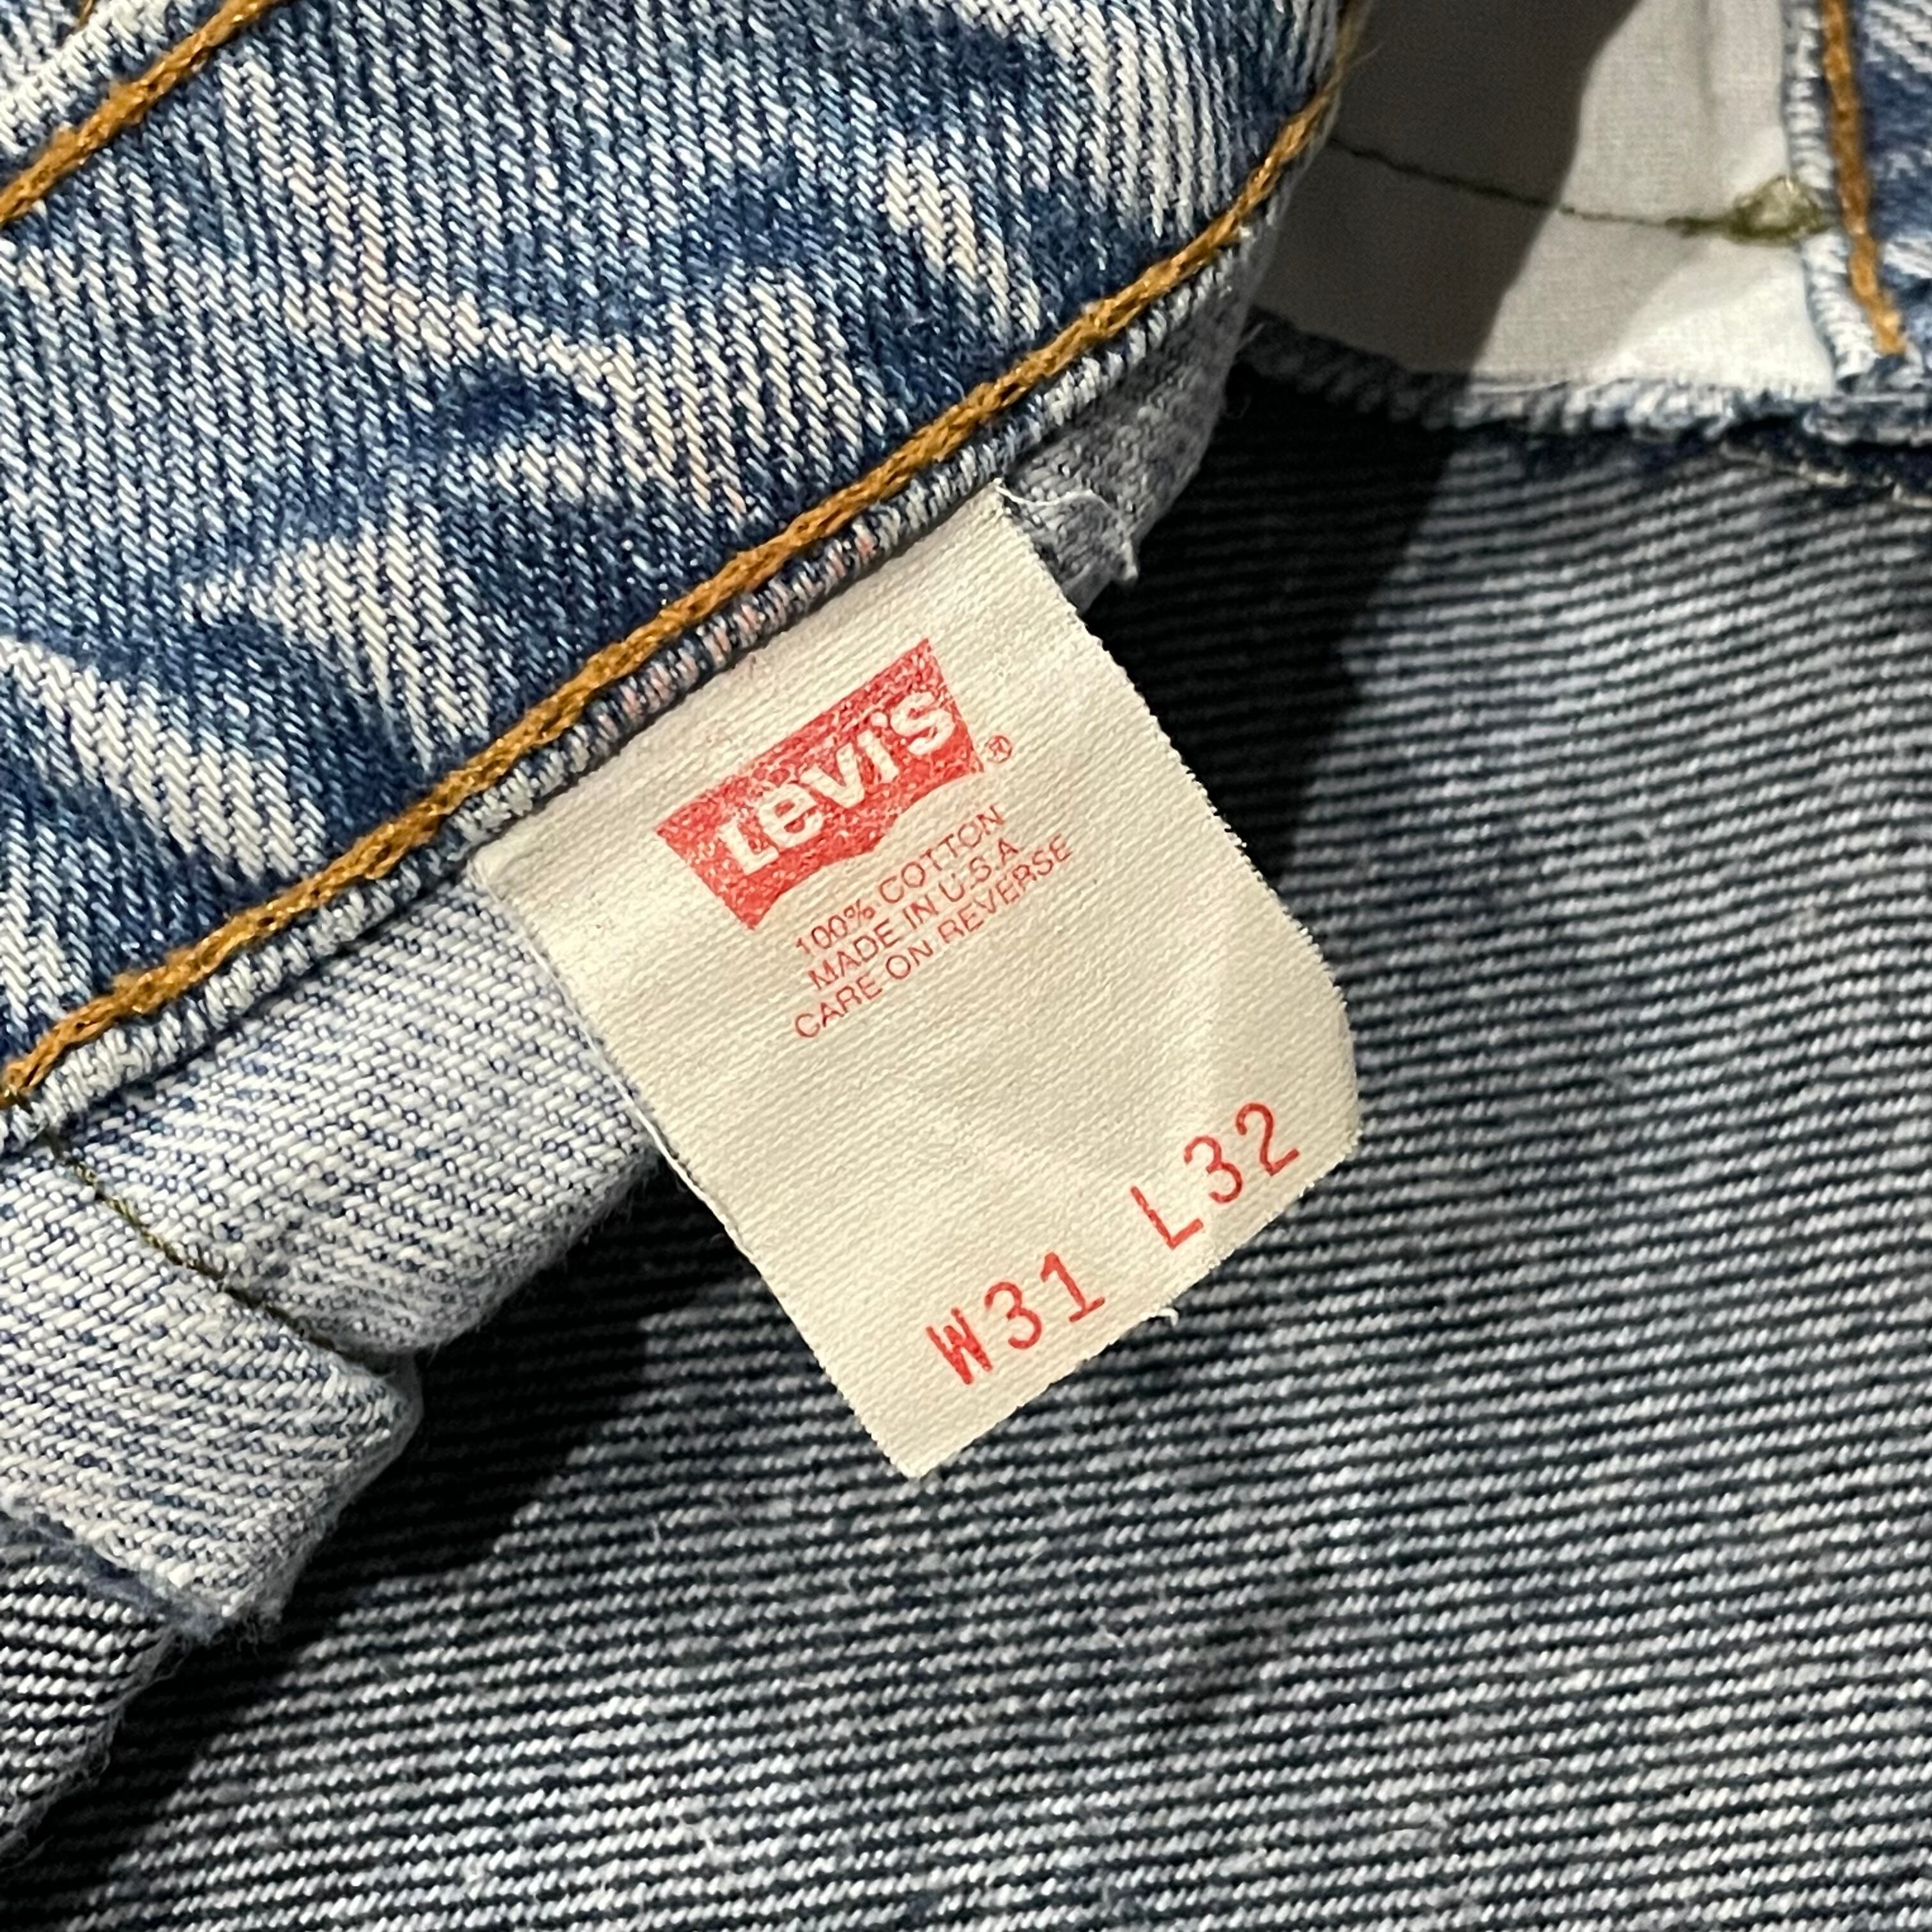 Levi's®
100% COTTON
MADE IN U.S.A
CARE ON REVERSE
W31 L32